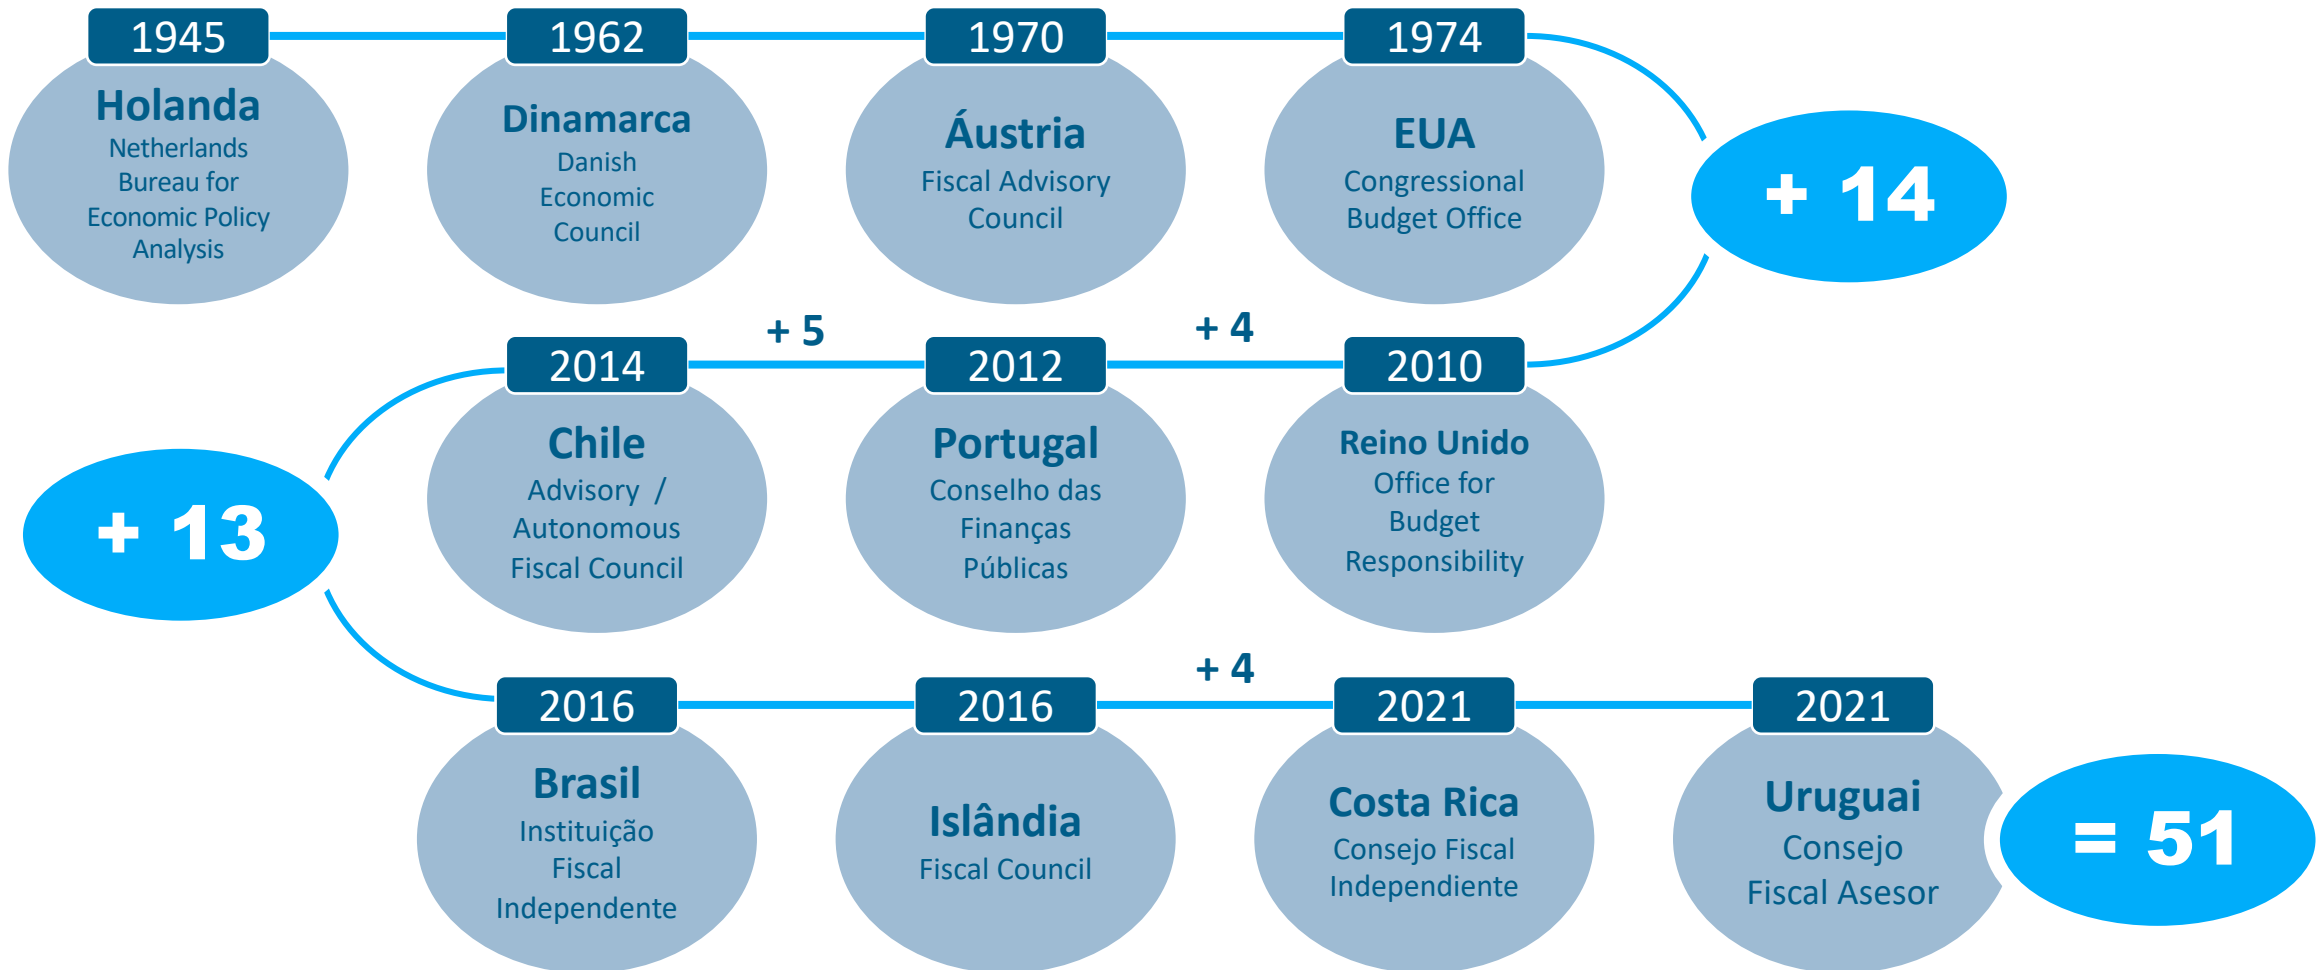 1945
Holanda
Netherlands
Bureau for
Economic Policy
Analysis
1962
Dinamarca
Danish
Economic
Council
1970
Áustria
Fiscal Advisory
Council
1974
EUA
Congressional
Budget Office
+ 14
2010
Reino Unido
Office for
Budget
Responsibility
+ 4
2012
Portugal
Conselho das
Finanças
Públicas
+ 5
2014
Chile
Advisory /
Autonomous
Fiscal Council
+ 13
2016
Brasil
Instituição
Fiscal
Independente
2016
Islândia
Fiscal Council
+ 4
2021
Costa Rica
Consejo Fiscal
Independiente
2021
Uruguai
Consejo
Fiscal Asesor
= 51